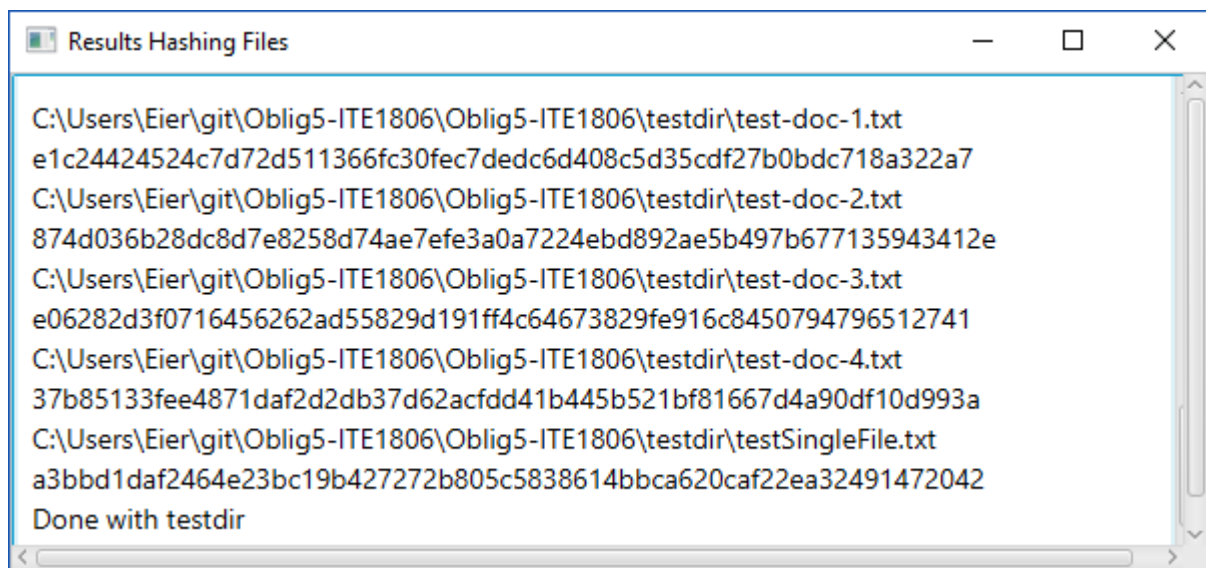 Results Hashing Files
C:\Users\Eier\git\Oblig5-ITE1806\Oblig5-ITE1806\testdir\test-doc-1.txt
e1c24424524c7d72d511366fc30fec7dedc6d408c5d35cdf27b0bdc718a322a7
C:\Users\Eier\git\Oblig5-ITE1806\Oblig5-ITE1806\testdir\test-doc-2.txt
874d036b28dc8d7e8258d74ae7efe3a0a7224ebd892ae5b497b677135943412e
C:\Users\Eier\git\Oblig5-ITE1806\Oblig5-ITE1806\testdir\test-doc-3.txt
e06282d3f0716456262ad55829d191ff4c64673829fe916c8450794796512741
C:\Users\Eier\git\Oblig5-ITE1806\Oblig5-ITE1806\testdir\test-doc-4.txt
37b85133fee4871daf2d2db37d62acfdd41b445b521bf81667d4a90df10d993a
C:\Users\Eier\git\Oblig5-ITE1806\Oblig5-ITE1806\testdir\testSingleFile.txt
a3bbd1daf2464e23bc19b427272b805c5838614bbca620caf22ea32491472042
Done with testdir